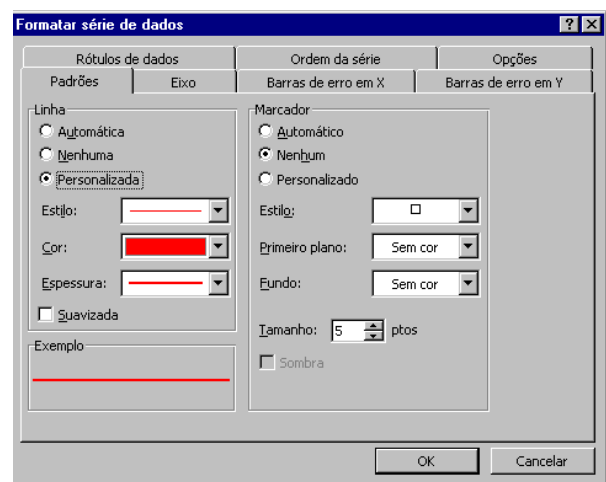 Formatar série de dados
Rótulos de dados Ordem da série Opções
Padrões Eixo Barras de erro em X Barras de erro em Y
Linha
Automática
Nenhuma
Personalizada
Estilo:
Cor:
Espessura:
Suavizada
Exemplo
Marcador
Automático
Nenhum
Personalizado
Estilo:
Primeiro plano: Sem cor
Fundo: Sem cor
Tamanho: 5 ptos
Sombra
OK Cancelar